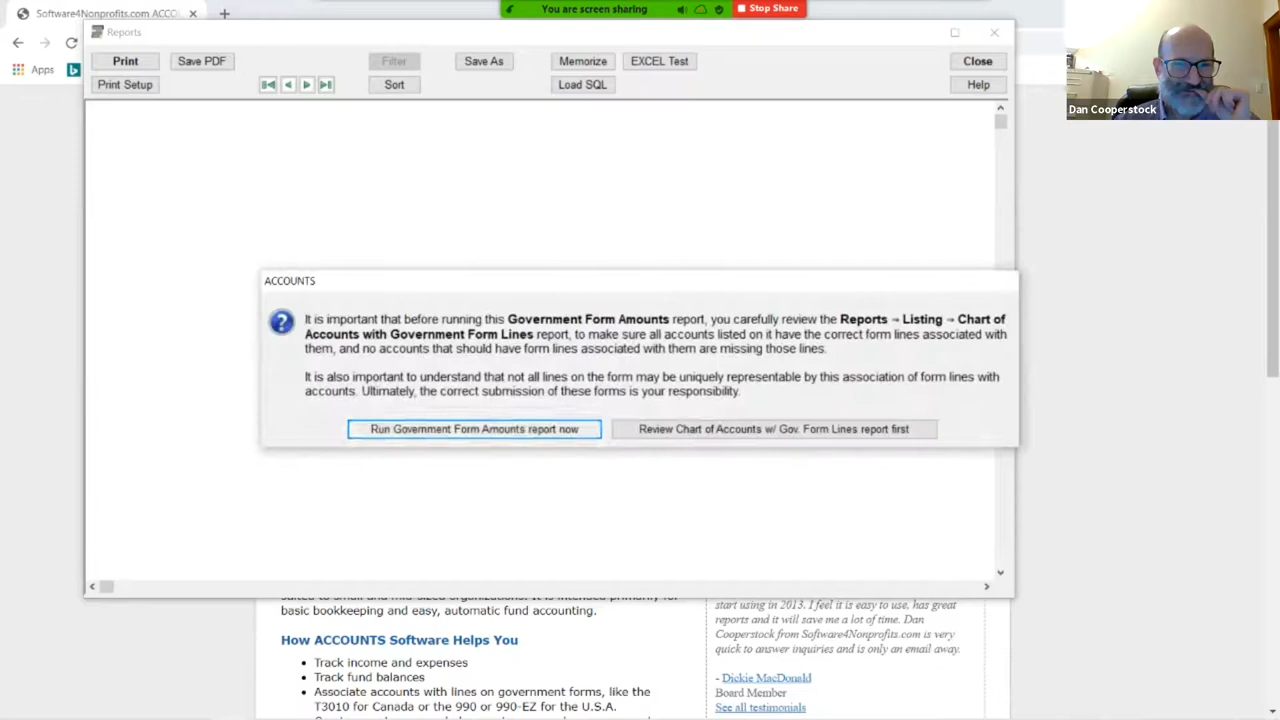 Software4Nonprofits.com ACCO
You are screen sharing
Stop Share
Apps
Reports
Print
Save PDF
Filter
Save As
Memorize
EXCEL Test
Close
Print Setup
Sort
Load SQL
Help
Dan Cooperstock
ACCOUNTS
It is important that before running this Government Form Amounts report, you carefully review the Reports - Listing - Chart of
Accounts with Government Form Lines report, to make sure all accounts listed on it have the correct form lines associated with
them, and no accounts that should have form lines associated with them are missing those lines.
It is also important to understand that not all lines on the form may be uniquely representable by this association of form lines with
accounts. Ultimately, the correct submission of these forms is your responsibility.
Run Government Form Amounts report now
Review Chart of Accounts w/ Gov. Form Lines report first
basic bookkeeping and easy, automatic fund accounting.
How ACCOUNTS Software Helps You
• Track income and expenses
• Track fund balances
• Associate accounts with lines on government forms, like the
T3010 for Canada or the 990 or 990-EZ for the U.S.A.
start using in 2013. I feel it is easy to use, has great
reports and it will save me a lot of time. Dan
Cooperstock from Software4Nonprofits.com is very
quick to answer inquiries and is only an email away.
- Dickie MacDonald
Board Member
See all testimonials